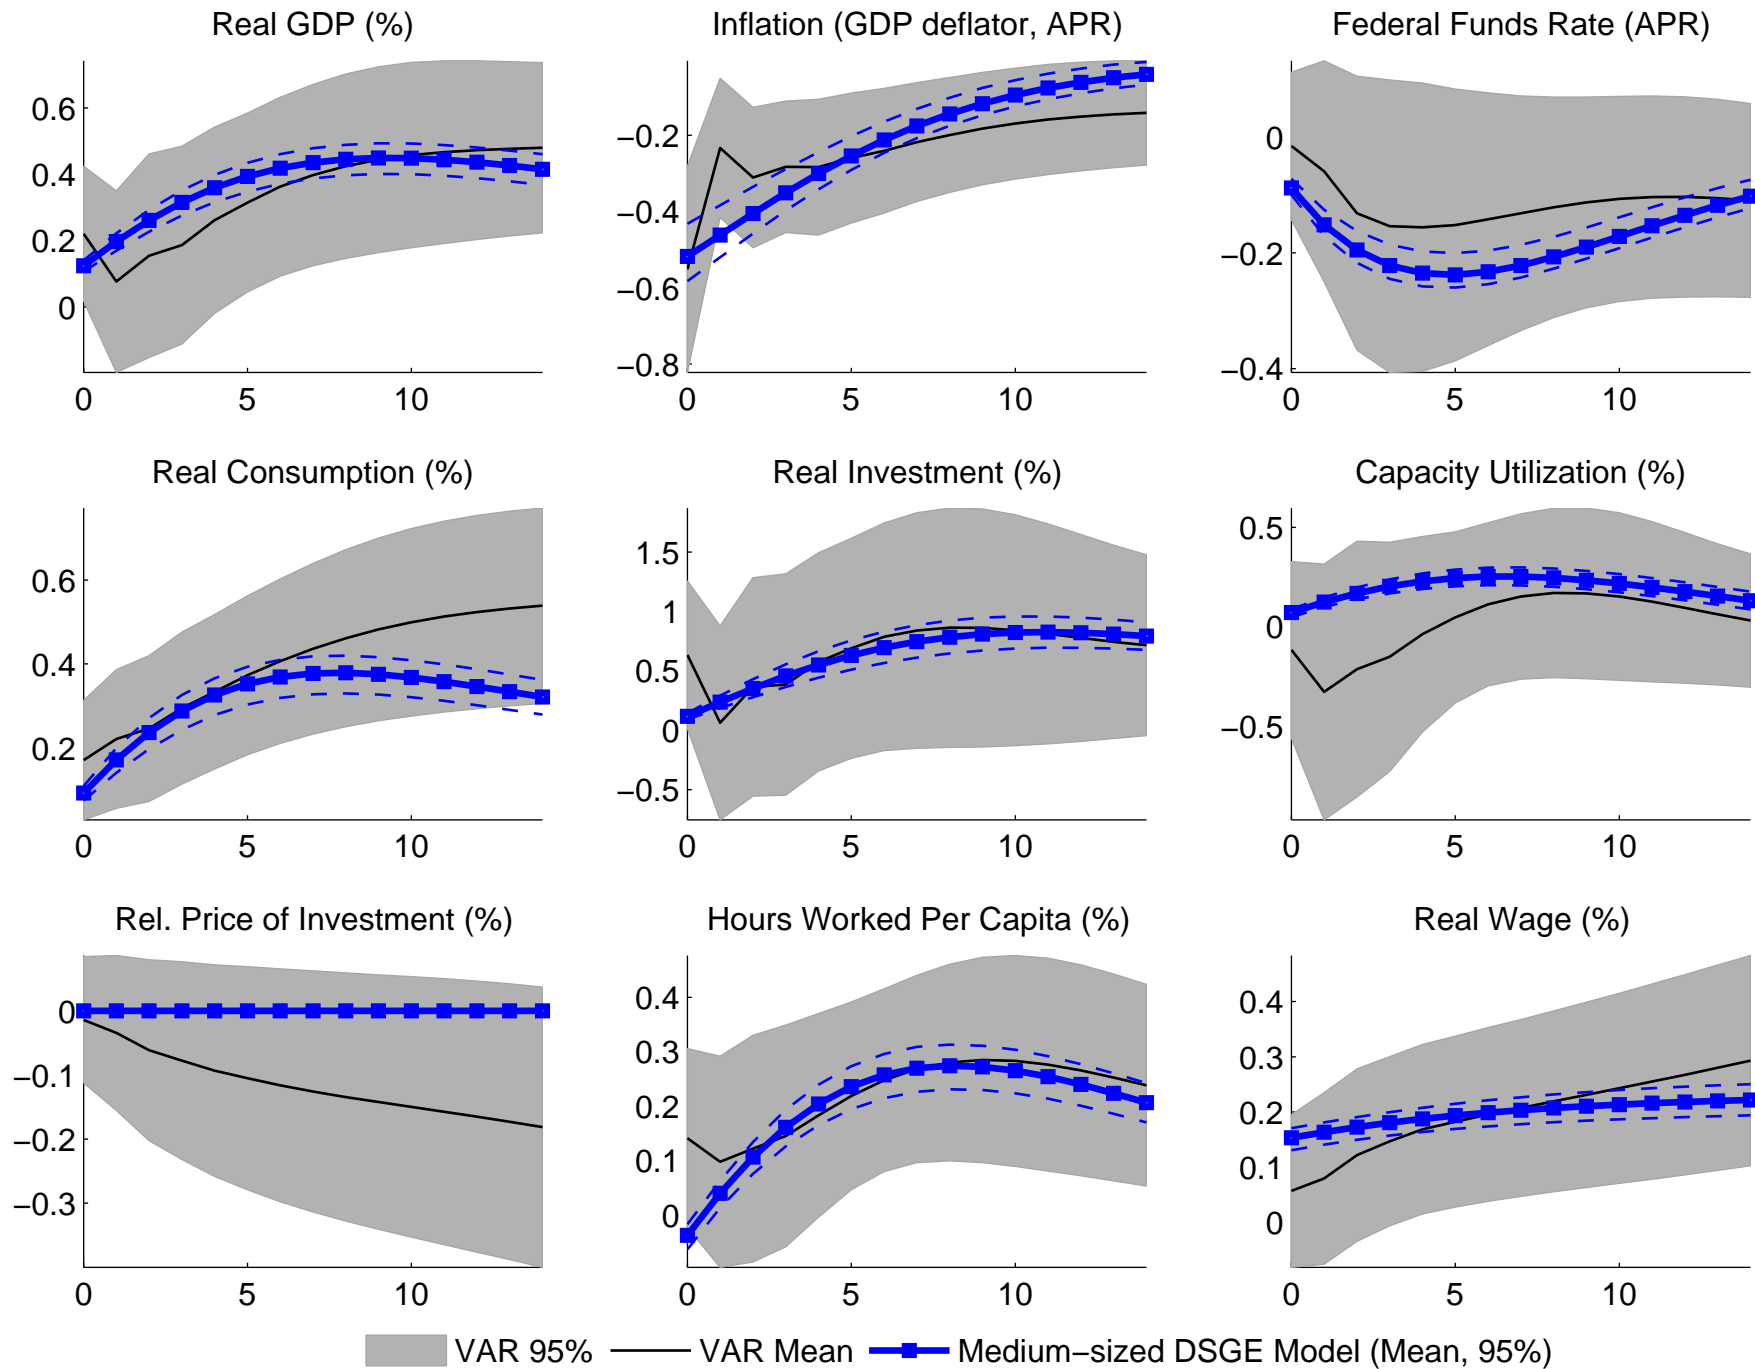 Real GDP (%)
0.6
0.4
0.2
0
0 5 10
Inflation (GDP deflator, APR)
−0.2
−0.4
−0.6
−0.8
0 5 10
Federal Funds Rate (APR)
0
−0.2
−0.4
0 5 10
Real Consumption (%)
0.6
0.4
0.2
0 5 10
Real Investment (%)
1.5
1
0.5
0
−0.5
0 5 10
Capacity Utilization (%)
0.5
0
−0.5
0 5 10
Rel. Price of Investment (%)
0
−0.1
−0.2
−0.3
0 5 10
Hours Worked Per Capita (%)
0.4
0.3
0.2
0.1
0
0 5 10
Real Wage (%)
0.4
0.3
0.2
0.1
0
0 5 10
VAR 95% VAR Mean Medium−sized DSGE Model (Mean, 95%)